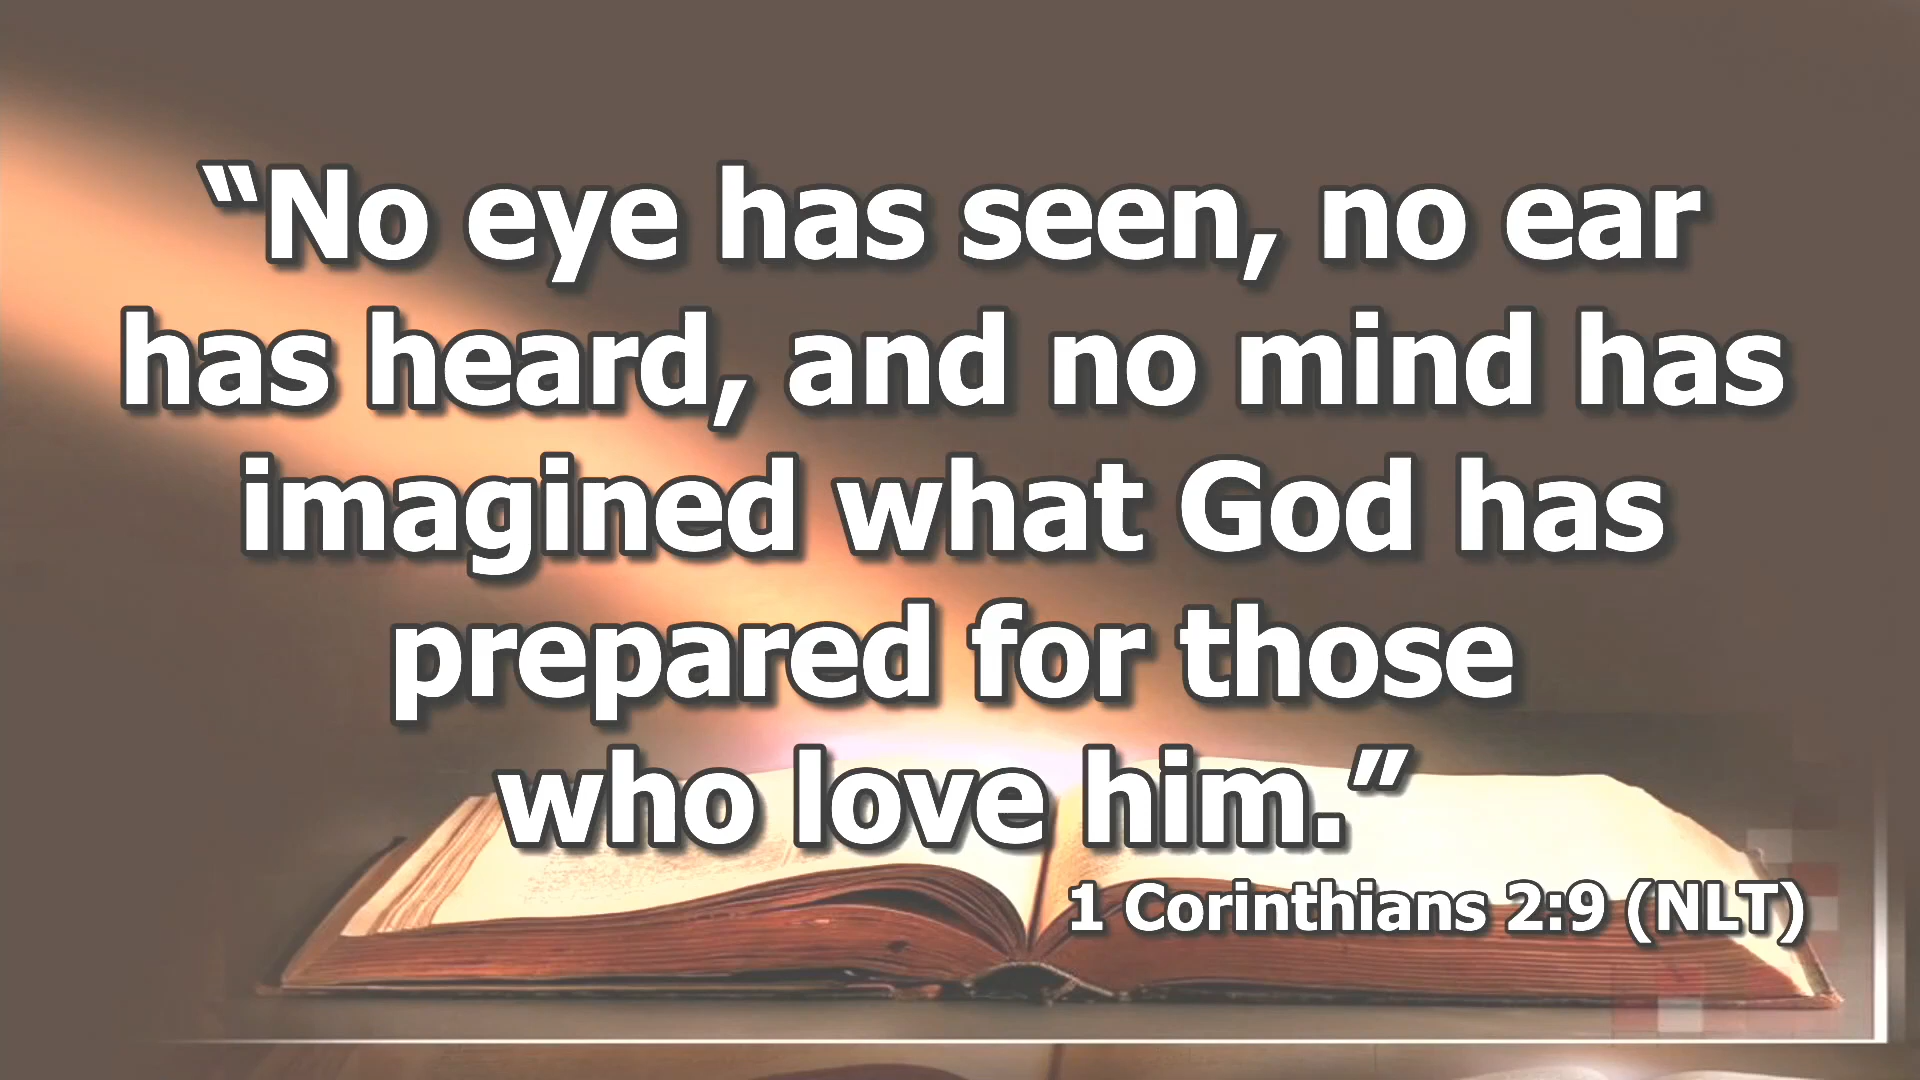 “No eye has seen, no ear
has heard, and no mind has
imagined what God has
prepared for those
who love him.”
1 Corinthians 2:9 (NLT)